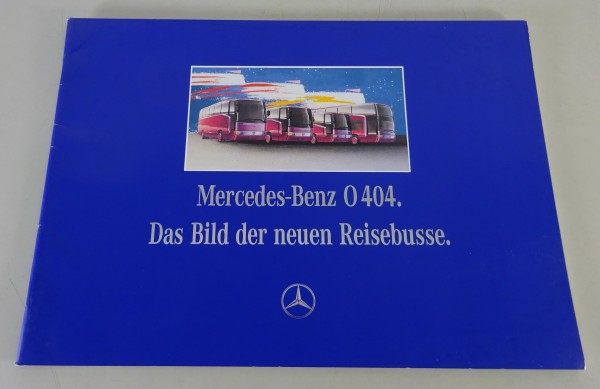 Mercedes-Benz O 404.
Das Bild der neuen Reisebusse.